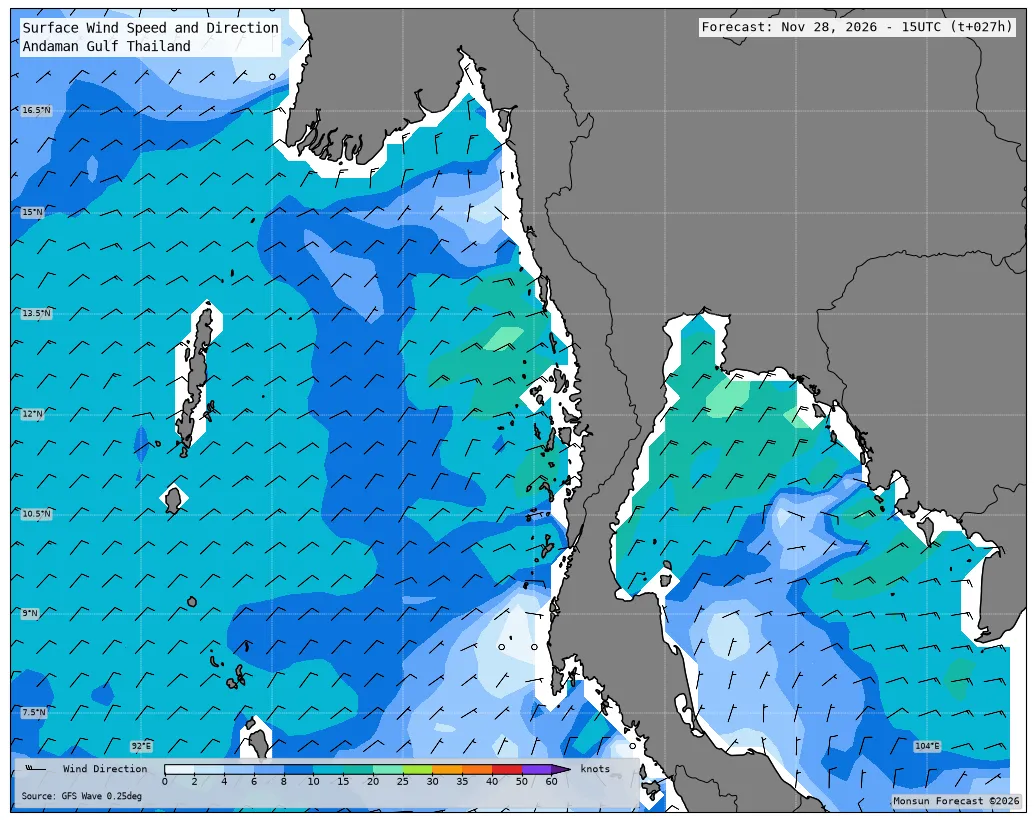 Surface Wind Speed and Direction
Andaman Gulf Thailand
Forecast: Nov 28, 2026 - 15UTC (t+027h)
16.5°N
15°N
13.5°N
12°N
10.5°N
9°N
7.5°N
92°E
104°E
Wind Direction
0 2 4 6 8 10 15 20 25 30 35 40 50 60
knots
Source: GFS Wave 0.25deg
Monsun Forecast ©2026